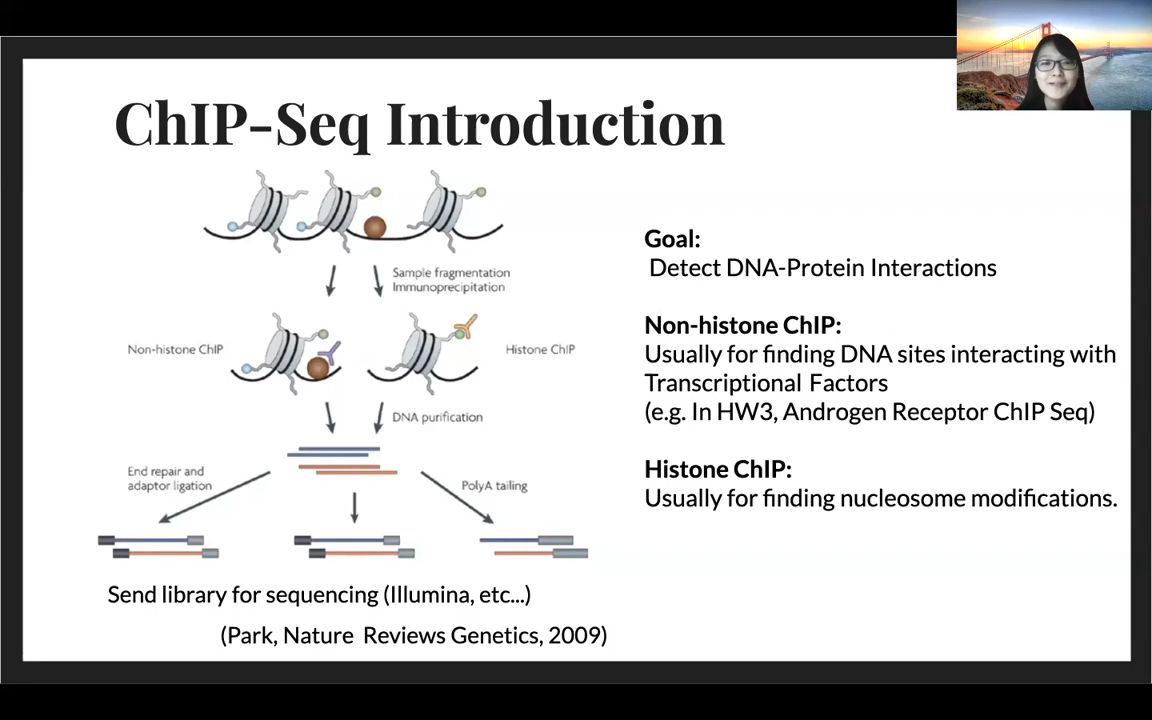 ChIP-Seq Introduction
Sample fragmentation
Immunoprecipitation
Non-histone ChIP
Histone ChIP
DNA purification
End repair and
adaptor ligation
PolyA tailing
Send library for sequencing (Illumina, etc...)
(Park, Nature Reviews Genetics, 2009)
Goal:
Detect DNA-Protein Interactions
Non-histone ChIP:
Usually for finding DNA sites interacting with
Transcriptional Factors
(e.g. In HW3, Androgen Receptor ChIP Seq)
Histone ChIP:
Usually for finding nucleosome modifications.